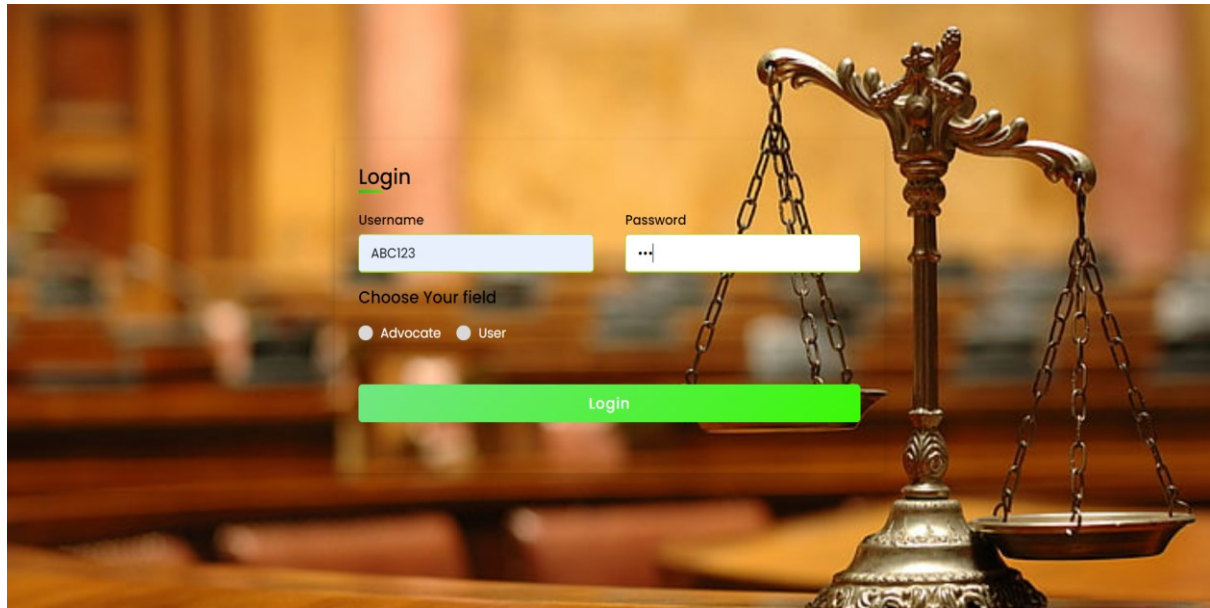 Login
Username Password
ABC123 •••
Choose Your field
Advocate User
Login